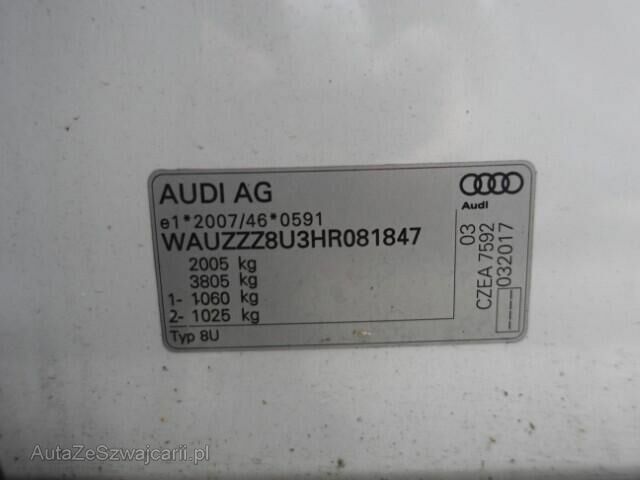 AUDI AG
Audi
e1*2007/46*0591
WAUZZZ8U3HR081847
2005 kg
3805 kg
1- 1060 kg
2- 1025 kg
Typ 8U
03
CZEA 7592
----032017
AutaZeSzwajcarii.pl